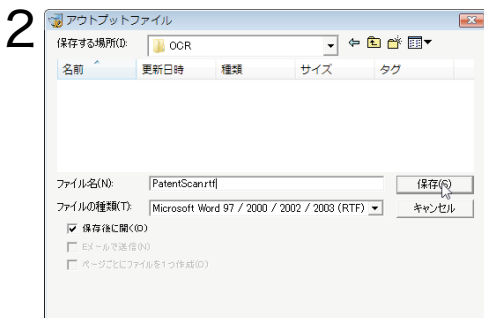 2
アウトプットファイル
保存する場所(I):
OCR
名前
更新日時
種類
サイズ
タグ
ファイル名(N):
PatentScan.rtf
保存(S)
ファイルの種類(T):
Microsoft Word 97 / 2000 / 2002 / 2003 (RTF)
キャンセル
保存後に開く(O)
Eメールで送信(N)
ページごとにファイルを1つ作成(O)